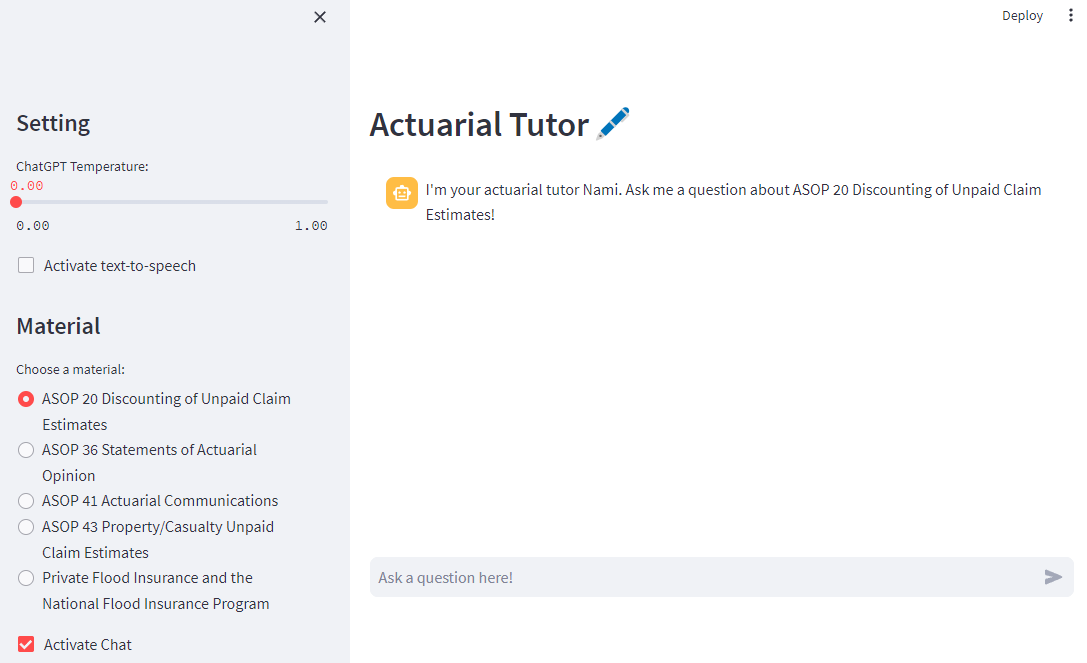 Deploy
Setting
ChatGPT Temperature:
0.00
0.00 1.00
Activate text-to-speech
Material
Choose a material:
ASOP 20 Discounting of Unpaid Claim
Estimates
ASOP 36 Statements of Actuarial
Opinion
ASOP 41 Actuarial Communications
ASOP 43 Property/Casualty Unpaid
Claim Estimates
Private Flood Insurance and the
National Flood Insurance Program
Activate Chat
Actuarial Tutor
I'm your actuarial tutor Nami. Ask me a question about ASOP 20 Discounting of Unpaid Claim
Estimates!
Ask a question here!